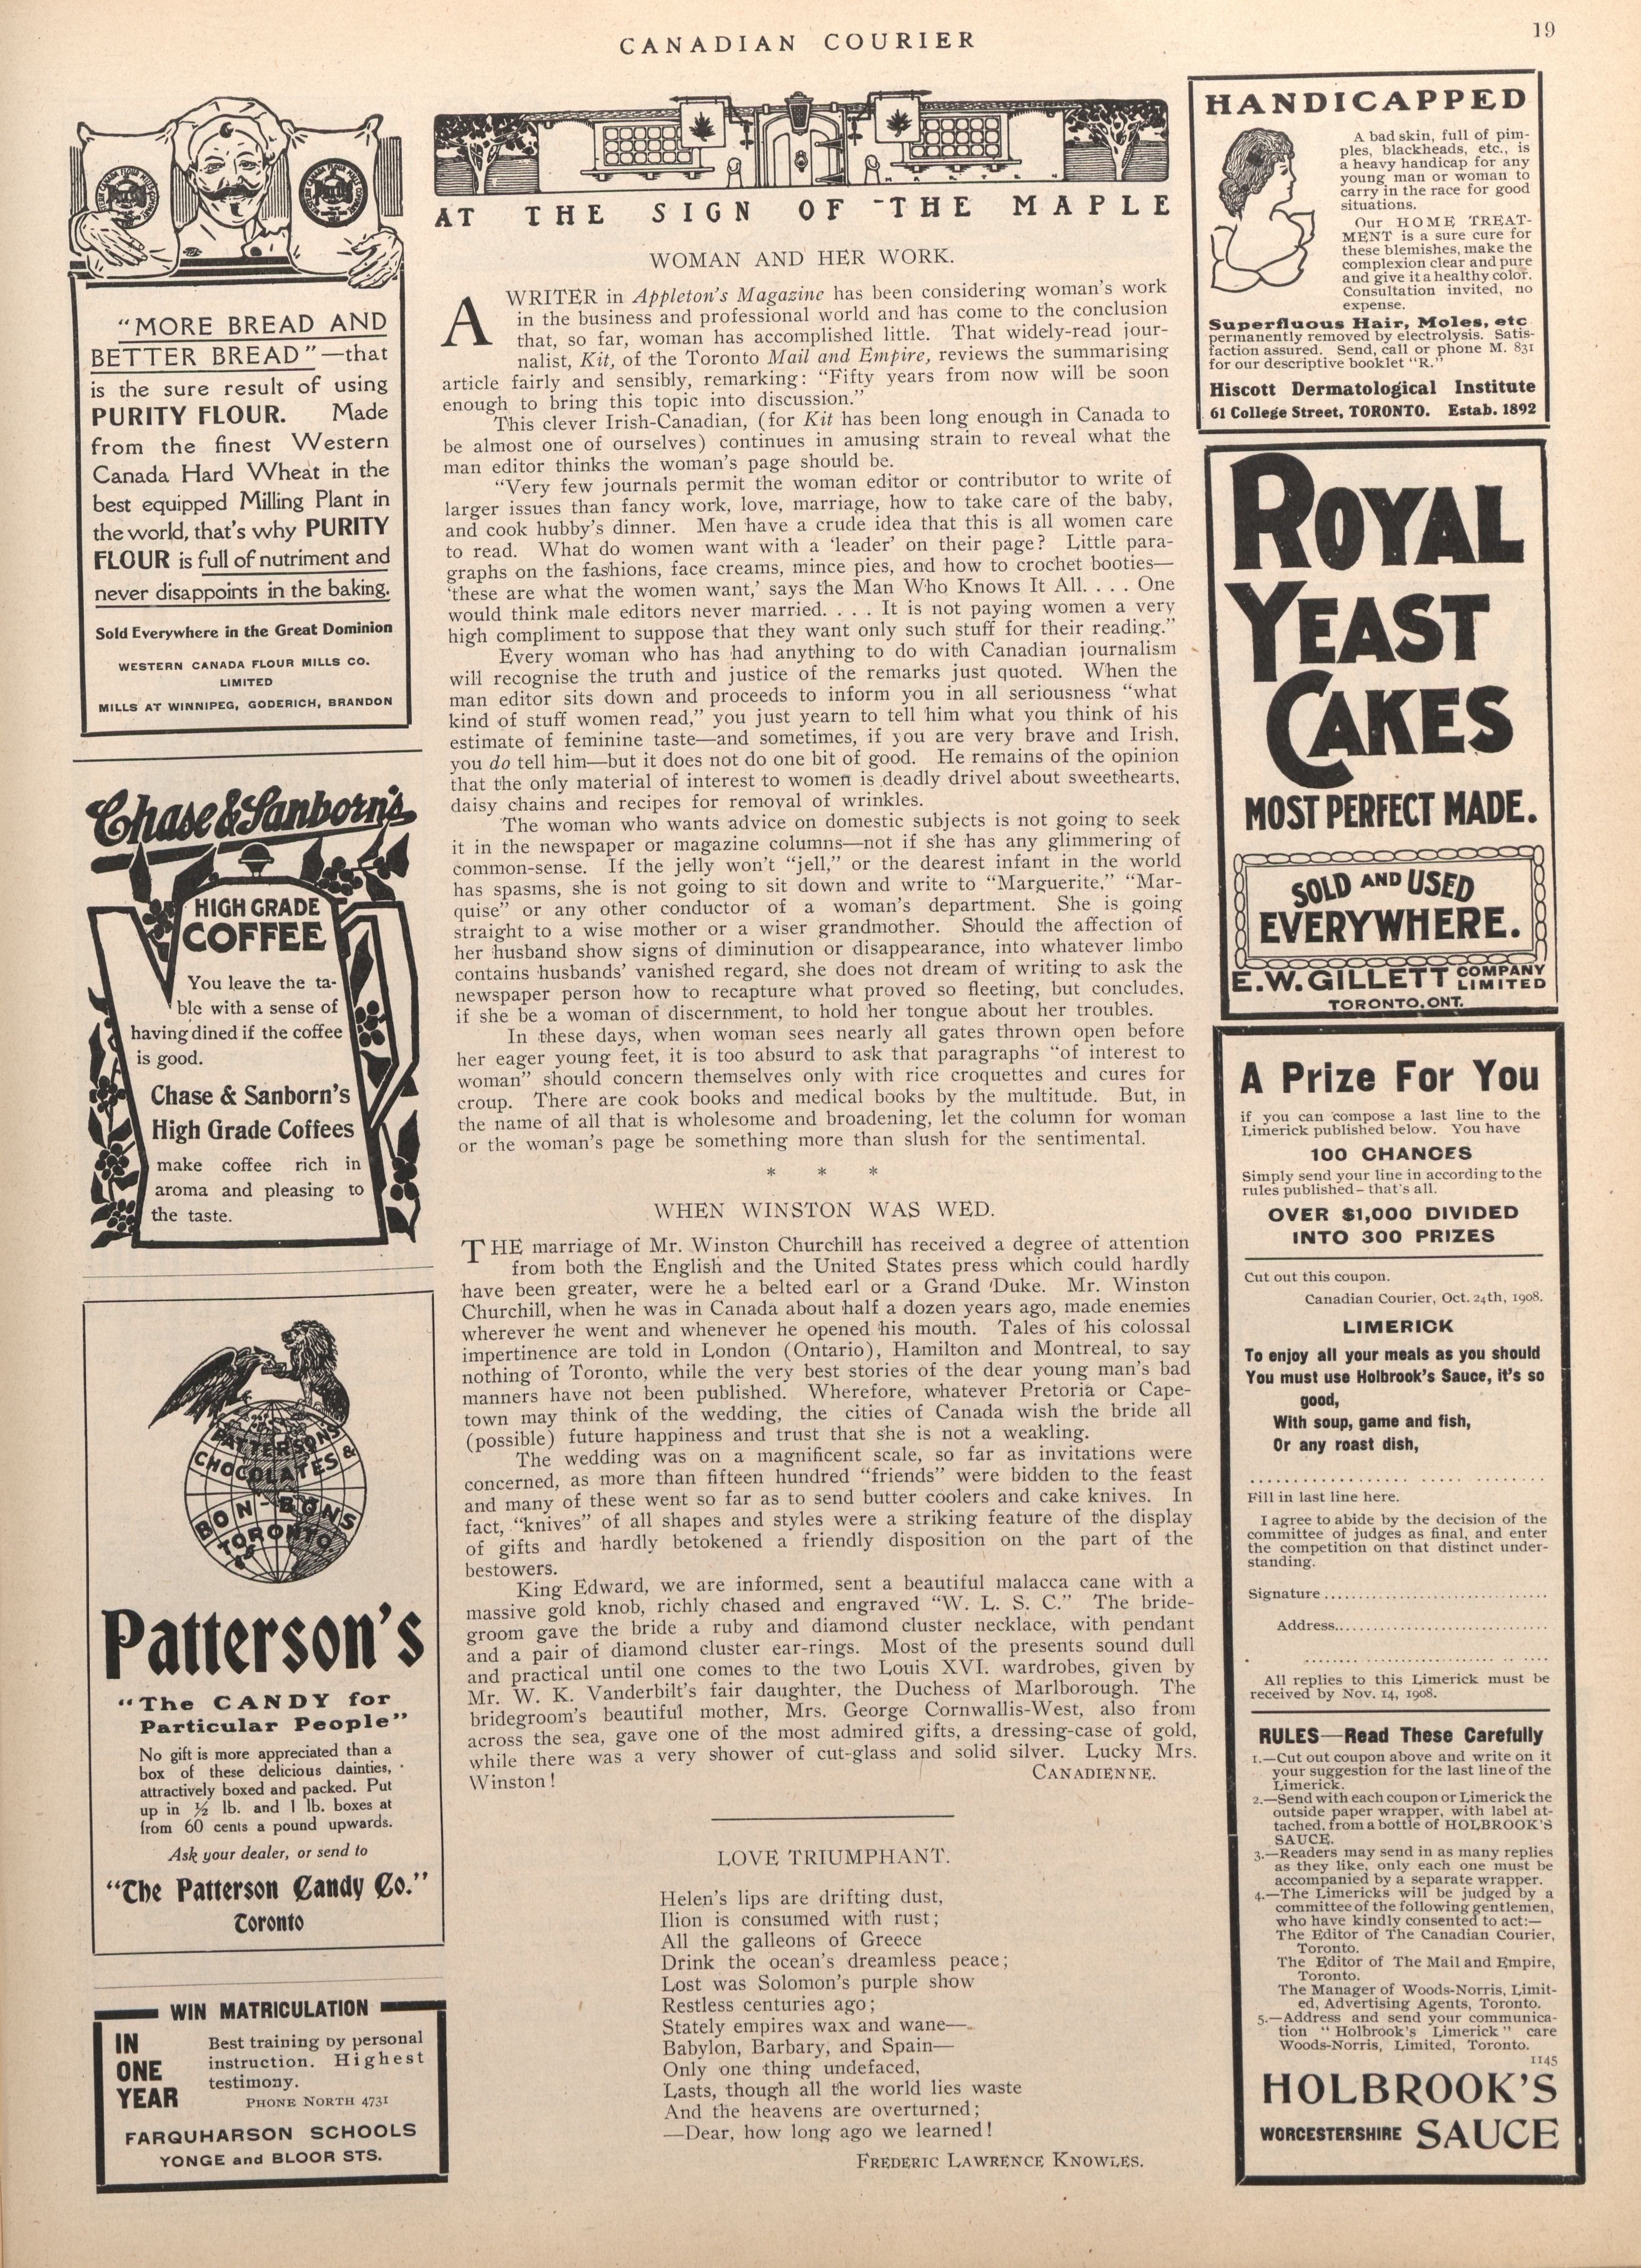 19
CANADIAN COURIER
"MORE BREAD AND
BETTER BREAD"—that
is the sure result of using
PURITY FLOUR. Made
from the finest Western
Canada Hard Wheat in the
best equipped Milling Plant in
the world, that's why PURITY
FLOUR is full of nutriment and
never disappoints in the baking.
Sold Everywhere in the Great Dominion
WESTERN CANADA FLOUR MILLS CO.
LIMITED
MILLS AT WINNIPEG, GODERICH, BRANDON
Chase & Sanborn's
HIGH GRADE
COFFEE
You leave the ta-
ble with a sense of
having dined if the coffee
is good.
Chase & Sanborn's
High Grade Coffees
make coffee rich in
aroma and pleasing to
the taste.
PATTERSON'S
CHOCOLATES &
BON-BONS
TORONTO.
Patterson's
"The CANDY for
Particular People"
No gift is more appreciated than a
box of these delicious dainties,
attractively boxed and packed. Put
up in ½ lb. and 1 lb. boxes at
from 60 cents a pound upwards.
Ask your dealer, or send to
"The Patterson Candy Co."
Toronto
WIN MATRICULATION
IN
ONE
YEAR
Best training by personal
instruction. Highest
testimony.
PHONE NORTH 4731
FARQUHARSON SCHOOLS
YONGE and BLOOR STS.
AT THE SIGN OF THE MAPLE
WOMAN AND HER WORK.
A WRITER in Appleton's Magazine has been considering woman's work
in the business and professional world and has come to the conclusion
that, so far, woman has accomplished little. That widely-read jour-
nalist, Kit, of the Toronto Mail and Empire, reviews the summarising
article fairly and sensibly, remarking: "Fifty years from now will be soon
enough to bring this topic into discussion."
This clever Irish-Canadian, (for Kit has been long enough in Canada to
be almost one of ourselves) continues in amusing strain to reveal what the
man editor thinks the woman's page should be.
"Very few journals permit the woman editor or contributor to write of
larger issues than fancy work, love, marriage, how to take care of the baby,
and cook hubby's dinner. Men have a crude idea that this is all women care
to read. What do women want with a 'leader' on their page? Little para-
graphs on the fashions, face creams, mince pies, and how to crochet booties—
'these are what the women want,' says the Man Who Knows It All. . . . One
would think male editors never married. . . . It is not paying women a very
high compliment to suppose that they want only such stuff for their reading."
Every woman who has had anything to do with Canadian journalism
will recognise the truth and justice of the remarks just quoted. When the
man editor sits down and proceeds to inform you in all seriousness "what
kind of stuff women read," you just yearn to tell him what you think of his
estimate of feminine taste—and sometimes, if you are very brave and Irish,
you do tell him—but it does not do one bit of good. He remains of the opinion
that the only material of interest to women is deadly drivel about sweethearts,
daisy chains and recipes for removal of wrinkles.
The woman who wants advice on domestic subjects is not going to seek
it in the newspaper or magazine columns—not if she has any glimmering of
common-sense. If the jelly won't "jell," or the dearest infant in the world
has spasms, she is not going to sit down and write to "Marguerite," "Mar-
quise" or any other conductor of a woman's department. She is going
straight to a wise mother or a wiser grandmother. Should the affection of
her husband show signs of diminution or disappearance, into whatever limbo
contains husbands' vanished regard, she does not dream of writing to ask the
newspaper person how to recapture what proved so fleeting, but concludes,
if she be a woman of discernment, to hold her tongue about her troubles.
In these days, when woman sees nearly all gates thrown open before
her eager young feet, it is too absurd to ask that paragraphs "of interest to
woman" should concern themselves only with rice croquettes and cures for
croup. There are cook books and medical books by the multitude. But, in
the name of all that is wholesome and broadening, let the column for woman
or the woman's page be something more than slush for the sentimental.
* * *
WHEN WINSTON WAS WED.
THE marriage of Mr. Winston Churchill has received a degree of attention
from both the English and the United States press which could hardly
have been greater, were he a belted earl or a Grand Duke. Mr. Winston
Churchill, when he was in Canada about half a dozen years ago, made enemies
wherever he went and whenever he opened his mouth. Tales of his colossal
impertinence are told in London (Ontario), Hamilton and Montreal, to say
nothing of Toronto, while the very best stories of the dear young man's bad
manners have not been published. Wherefore, whatever Pretoria or Cape-
town may think of the wedding, the cities of Canada wish the bride all
(possible) future happiness and trust that she is not a weakling.
The wedding was on a magnificent scale, so far as invitations were
concerned, as more than fifteen hundred "friends" were bidden to the feast
and many of these went so far as to send butter coolers and cake knives. In
fact, "knives" of all shapes and styles were a striking feature of the display
of gifts and hardly betokened a friendly disposition on the part of the
bestowers.
King Edward, we are informed, sent a beautiful malacca cane with a
massive gold knob, richly chased and engraved "W. L. S. C." The bride-
groom gave the bride a ruby and diamond cluster necklace, with pendant
and a pair of diamond cluster ear-rings. Most of the presents sound dull
and practical until one comes to the two Louis XVI. wardrobes, given by
Mr. W. K. Vanderbilt's fair daughter, the Duchess of Marlborough. The
bridegroom's beautiful mother, Mrs. George Cornwallis-West, also from
across the sea, gave one of the most admired gifts, a dressing-case of gold,
while there was a very shower of cut-glass and solid silver. Lucky Mrs.
Winston! CANADIENNE.
LOVE TRIUMPHANT.
Helen's lips are drifting dust,
Ilion is consumed with rust;
All the galleons of Greece
Drink the ocean's dreamless peace;
Lost was Solomon's purple show
Restless centuries ago;
Stately empires wax and wane—
Babylon, Barbary, and Spain—
Only one thing undefaced,
Lasts, though all the world lies waste
And the heavens are overturned;
—Dear, how long ago we learned!
FREDERIC LAWRENCE KNOWLES.
HANDICAPPED
A bad skin, full of pim-
ples, blackheads, etc., is
a heavy handicap for any
young man or woman to
carry in the race for good
situations.
Our HOME TREAT-
MENT is a sure cure for
these blemishes, make the
complexion clear and pure
and give it a healthy color.
Consultation invited, no
expense.
Superfluous Hair, Moles, etc
permanently removed by electrolysis. Satis-
faction assured. Send, call or phone M. 831
for our descriptive booklet "R."
Hiscott Dermatological Institute
61 College Street, TORONTO. Estab. 1892
ROYAL
YEAST
CAKES
MOST PERFECT MADE.
SOLD AND USED
EVERYWHERE.
E.W. GILLETT COMPANY
LIMITED
TORONTO, ONT.
A Prize For You
if you can compose a last line to the
Limerick published below. You have
100 CHANCES
Simply send your line in according to the
rules published—that's all.
OVER $1,000 DIVIDED
INTO 300 PRIZES
Cut out this coupon.
Canadian Courier, Oct. 24th, 1908.
LIMERICK
To enjoy all your meals as you should
You must use Holbrook's Sauce, it's so
good,
With soup, game and fish,
Or any roast dish,
Fill in last line here.
I agree to abide by the decision of the
committee of judges as final, and enter
the competition on that distinct under-
standing.
Signature
Address
All replies to this Limerick must be
received by Nov. 14, 1908.
RULES—Read These Carefully
1.—Cut out coupon above and write on it
your suggestion for the last line of the
Limerick.
2.—Send with each coupon or Limerick the
outside paper wrapper, with label at-
tached, from a bottle of HOLBROOK'S
SAUCE.
3.—Readers may send in as many replies
as they like, only each one must be
accompanied by a separate wrapper.
4.—The Limericks will be judged by a
committee of the following gentlemen,
who have kindly consented to act:—
The Editor of The Canadian Courier,
Toronto.
The Editor of The Mail and Empire,
Toronto.
The Manager of Woods-Norris, Limit-
ed, Advertising Agents, Toronto.
5.—Address and send your communica-
tion "Holbrook's Limerick" care
Woods-Norris, Limited, Toronto.
1145
HOLBROOK'S
WORCESTERSHIRE SAUCE